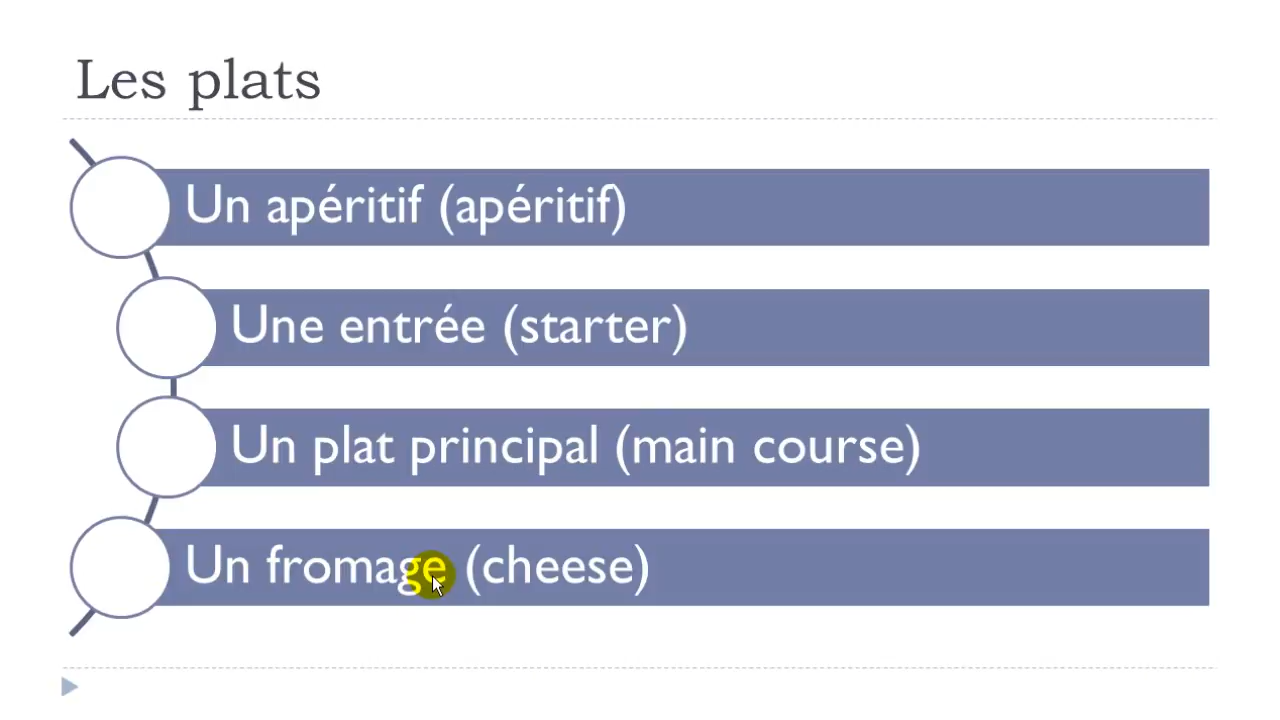 Les plats
Un apéritif (apéritif)
Une entrée (starter)
Un plat principal (main course)
Un fromage (cheese)